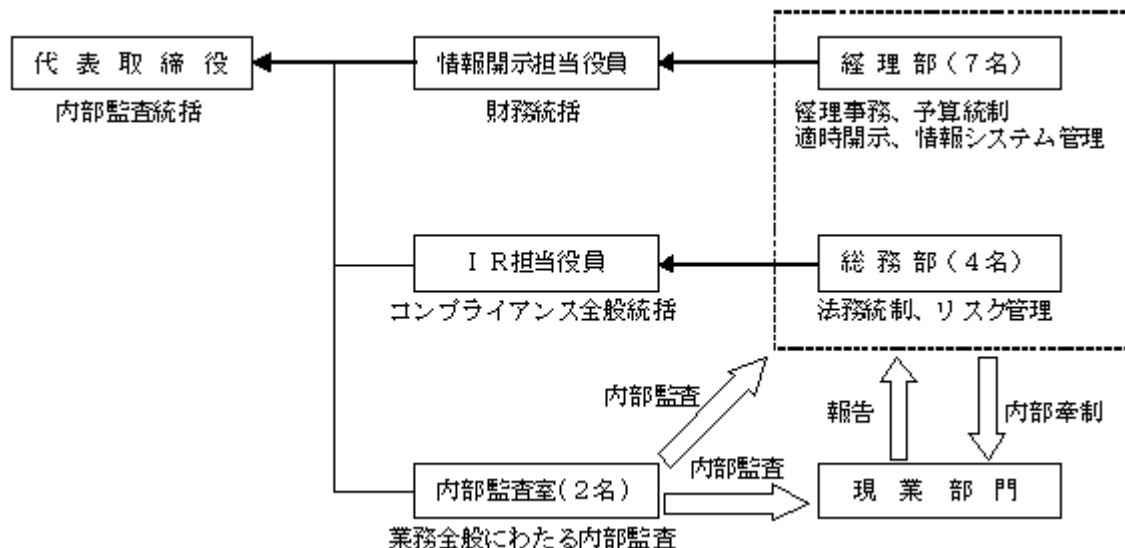 代 表 取 締 役
内部監査統括
情報開示担当役員
財務統括
経 理 部(7名)
経理事務、予算統制
適時開示、情報システム管理
IR担当役員
コンプライアンス全般統括
総 務 部(4名)
法務統制、リスク管理
内部監査
報告
内部牽制
内部監査
内部監査室(2名)
業務全般にわたる内部監査
現 業 部 門